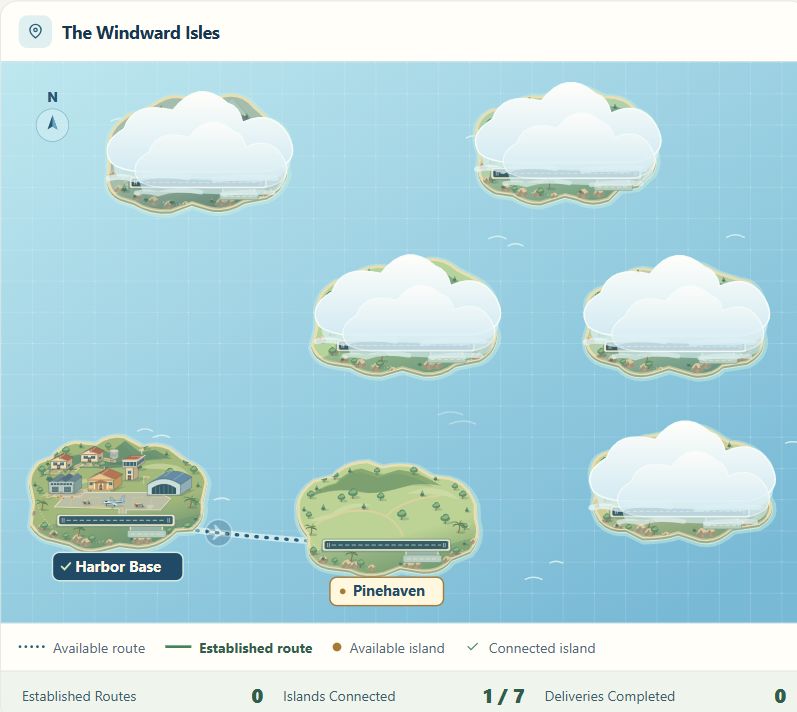 The Windward Isles
N
Harbor Base
Pinehaven
Available route
Established route
Available island
Connected island
Established Routes 0
Islands Connected 1 / 7
Deliveries Completed 0